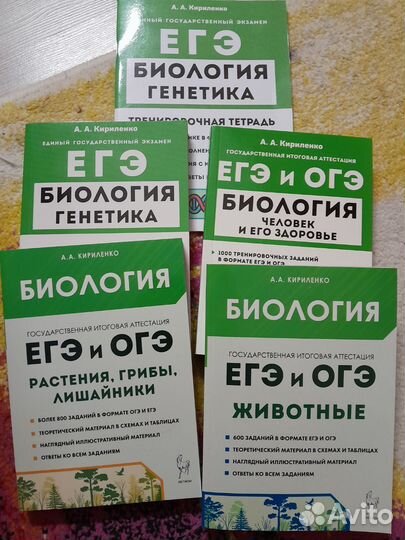 А. А. Кириленко
ЕДИНЫЙ ГОСУДАРСТВЕННЫЙ ЭКЗАМЕН
ЕГЭ
БИОЛОГИЯ
ГЕНЕТИКА
ТРЕНИРОВОЧНАЯ ТЕТРАДЬ
А. А. Кириленко
ЕДИНЫЙ ГОСУДАРСТВЕННЫЙ ЭКЗАМЕН
ЕГЭ
БИОЛОГИЯ
ГЕНЕТИКА
А. А. Кириленко
ГОСУДАРСТВЕННАЯ ИТОГОВАЯ АТТЕСТАЦИЯ
ЕГЭ И ОГЭ
БИОЛОГИЯ
ЧЕЛОВЕК
И ЕГО ЗДОРОВЬЕ
1000 ТРЕНИРОВОЧНЫХ ЗАДАНИЙ
В ФОРМАТЕ ЕГЭ И ОГЭ
А.А. КИРИЛЕНКО
БИОЛОГИЯ
ГОСУДАРСТВЕННАЯ ИТОГОВАЯ АТТЕСТАЦИЯ
ЕГЭ И ОГЭ
РАСТЕНИЯ, ГРИБЫ,
ЛИШАЙНИКИ
БОЛЕЕ 800 ЗАДАНИЙ В ФОРМАТЕ ОГЭ И ЕГЭ
ТЕОРЕТИЧЕСКИЙ МАТЕРИАЛ В СХЕМАХ И ТАБЛИЦАХ
НАГЛЯДНЫЙ ИЛЛЮСТРАТИВНЫЙ МАТЕРИАЛ
ОТВЕТЫ КО ВСЕМ ЗАДАНИЯМ
ЛЕГИОН
А.А. КИРИЛЕНКО
БИОЛОГИЯ
ГОСУДАРСТВЕННАЯ ИТОГОВАЯ АТТЕСТАЦИЯ
ЕГЭ И ОГЭ
ЖИВОТНЫЕ
600 ЗАДАНИЙ В ФОРМАТЕ ЕГЭ И ОГЭ
ТЕОРЕТИЧЕСКИЙ МАТЕРИАЛ В СХЕМАХ И ТАБЛИЦАХ
НАГЛЯДНЫЙ ИЛЛЮСТРАТИВНЫЙ МАТЕРИАЛ
ОТВЕТЫ КО ВСЕМ ЗАДАНИЯМ
Avito